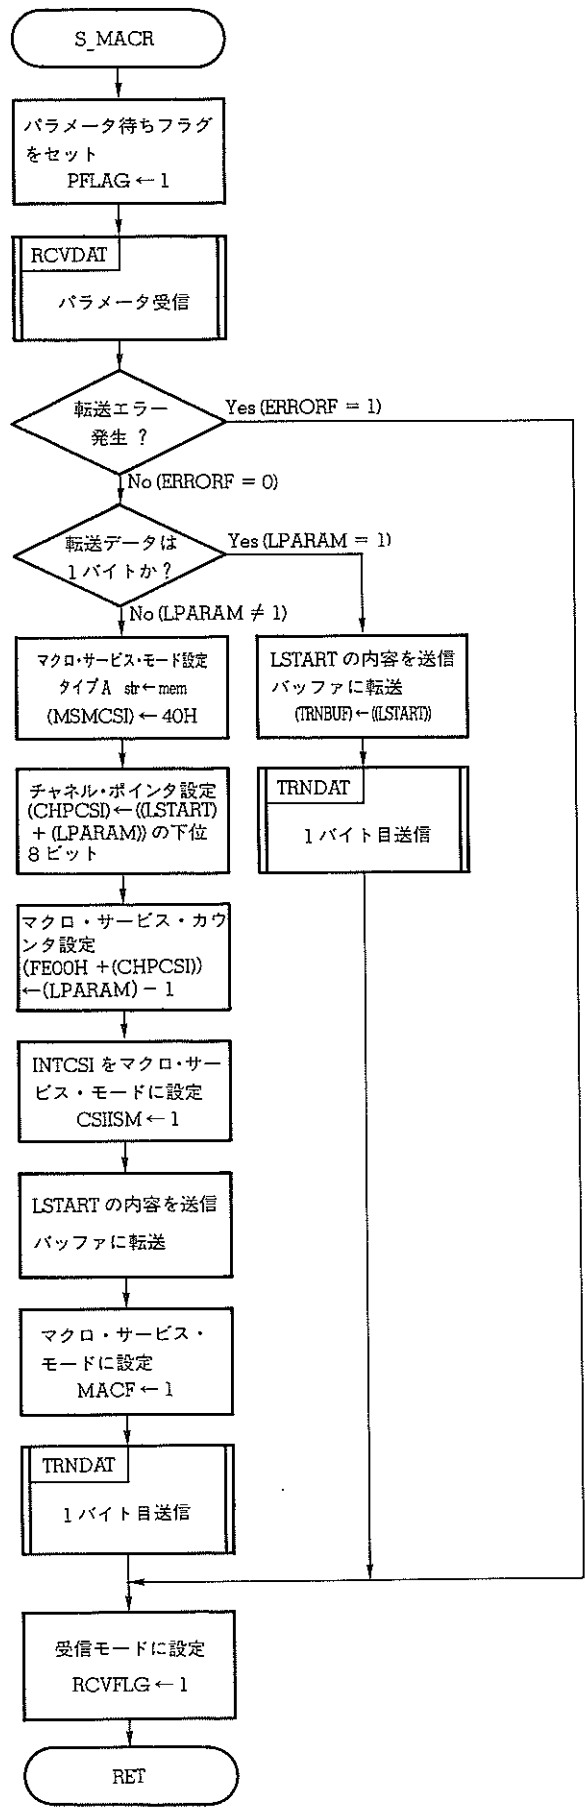 S_MACR
パラメータ待ちフラグ
をセット
PFLAG ← 1
RCVDAT
パラメータ受信
転送エラー
発生 ?
Yes (ERRORF = 1)
No (ERRORF = 0)
転送データは
1バイトか?
Yes (LPARAM = 1)
No (LPARAM ≠ 1)
マクロ・サービス・モード設定
タイプA str ← mem
(MSMCSI) ← 40H
LSTART の内容を送信
バッファに転送
(TRNBUF) ← ((LSTART))
チャネル・ポインタ設定
(CHPCSI) ← ((LSTART)
+ (LPARAM)) の下位
8 ビット
TRNDAT
1バイト目送信
マクロ・サービス・カウ
ンタ設定
(FE00H + (CHPCSI))
← (LPARAM) − 1
INTCSI をマクロ・サー
ビス・モードに設定
CSIISM ← 1
LSTART の内容を送信
バッファに転送
マクロ・サービス・
モードに設定
MACF ← 1
TRNDAT
1バイト目送信
受信モードに設定
RCVFLG ← 1
RET